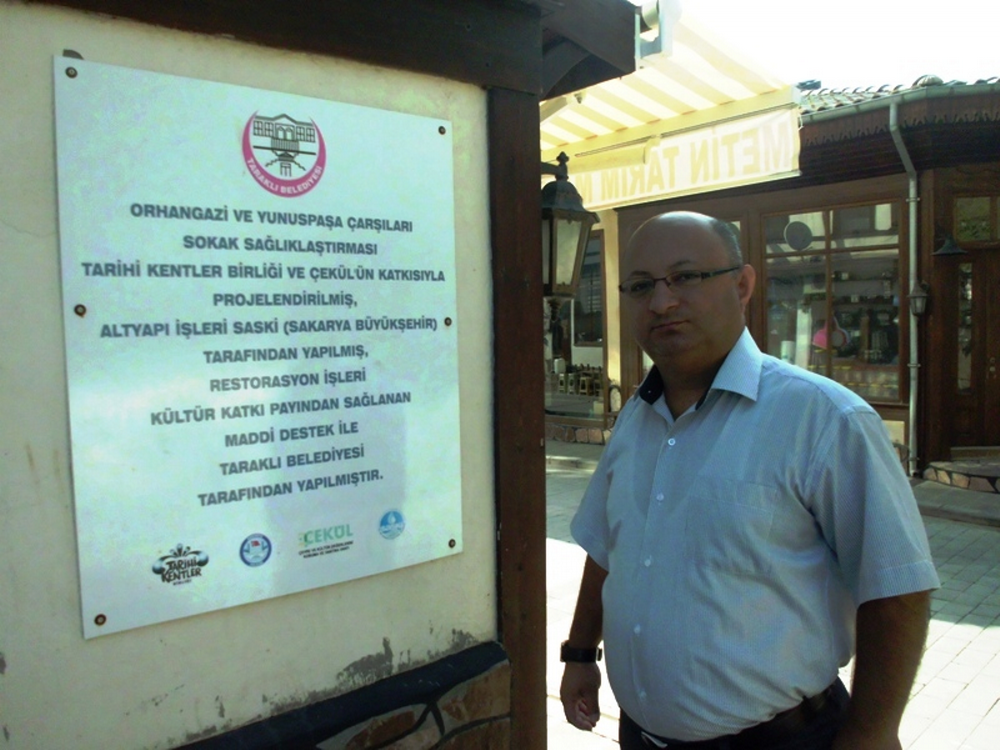 TARAKLI BELEDİYESİ
ORHANGAZİ VE YUNUSPAŞA ÇARŞILARI
SOKAK SAĞLIKLAŞTIRMASI
TARİHİ KENTLER BİRLİĞİ VE ÇEKÜL'ÜN KATKISIYLA
PROJELENDİRİLMİŞ,
ALTYAPI İŞLERİ SASKİ (SAKARYA BÜYÜKŞEHİR)
TARAFINDAN YAPILMIŞ,
RESTORASYON İŞLERİ
KÜLTÜR KATKI PAYINDAN SAĞLANAN
MADDİ DESTEK İLE
TARAKLI BELEDİYESİ
TARAFINDAN YAPILMIŞTIR.
TARİHİ
KENTLER
ÇEKÜL
METİN TARIM